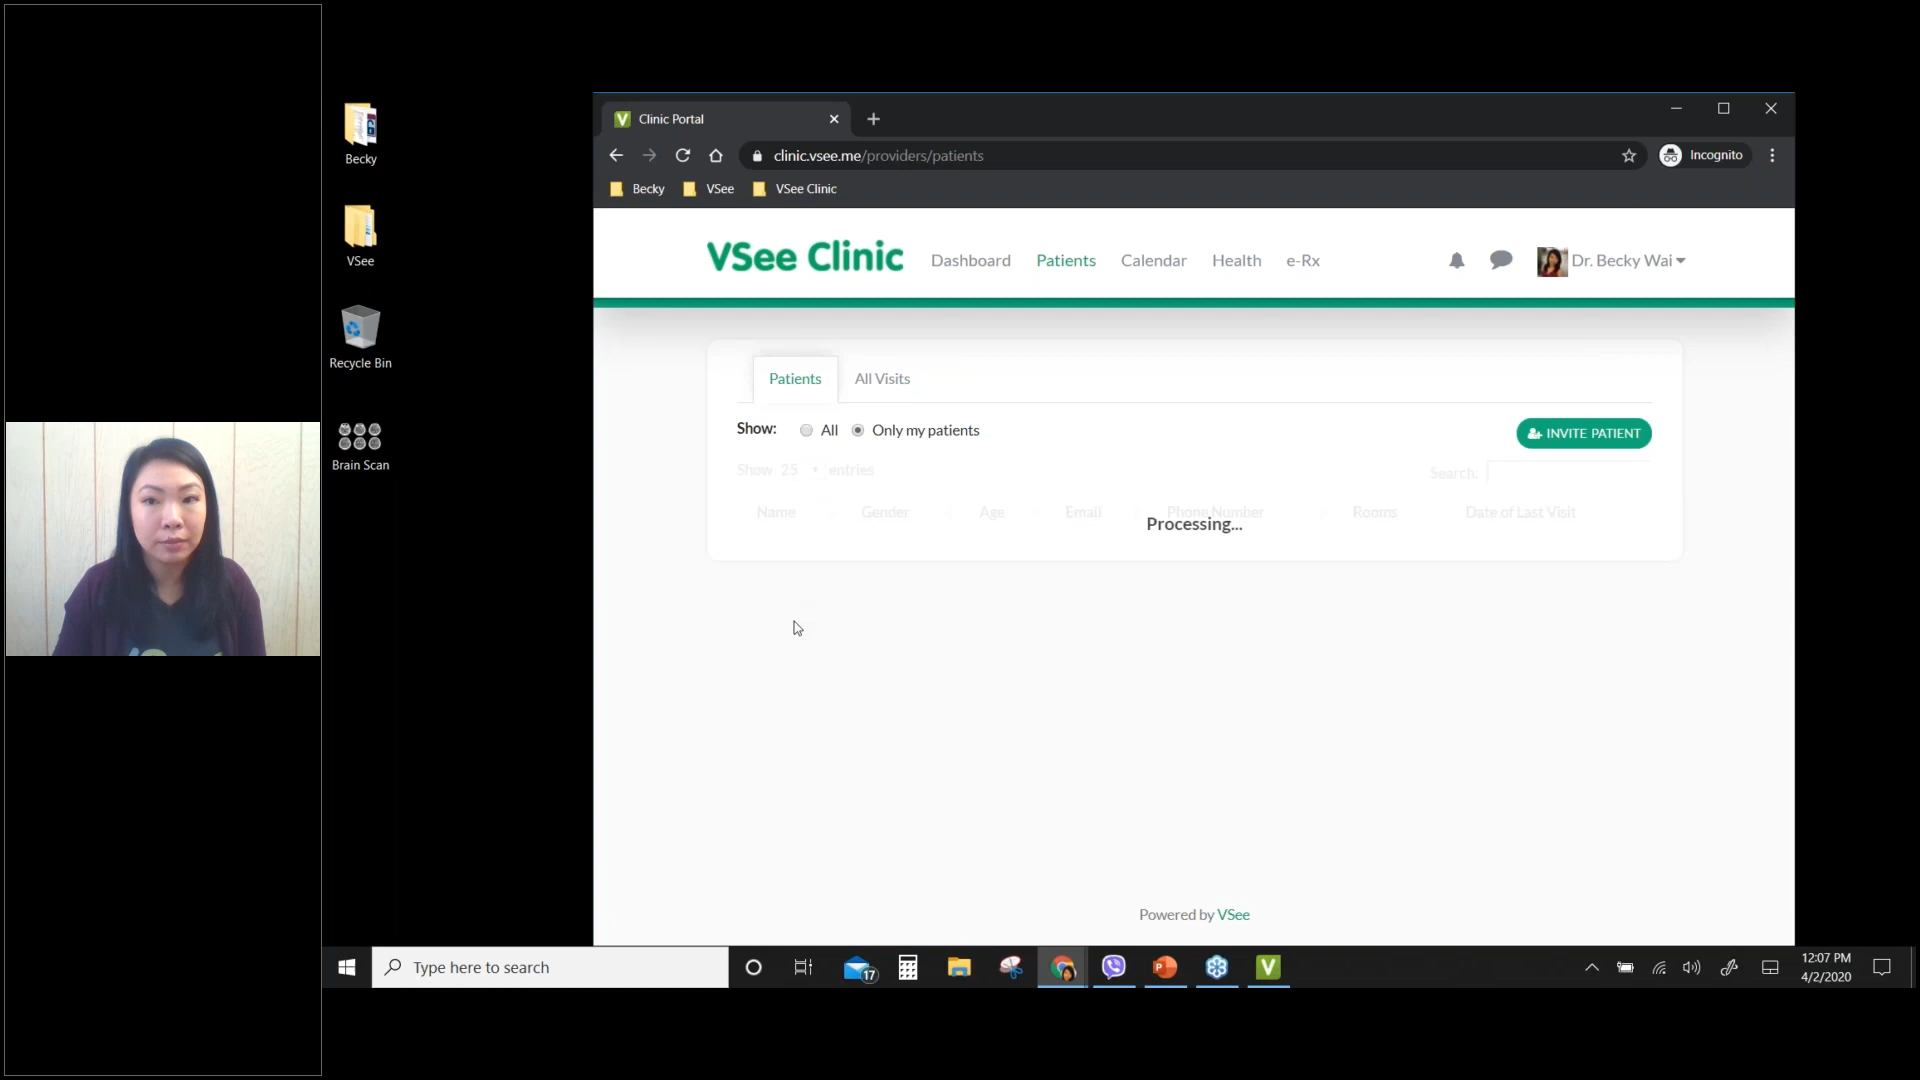 Becky
VSee
Recycle Bin
Brain Scan
Clinic Portal
clinic.vsee.me/providers/patients
Incognito
Becky VSee VSee Clinic
VSee Clinic Dashboard Patients Calendar Health e-Rx Dr. Becky Wai
Patients All Visits
Show: All Only my patients INVITE PATIENT
Show 25 entries Search:
Name Gender Age Email Phone Number Rooms Date of Last Visit
Processing...
Powered by VSee
Type here to search 17 12:07 PM
4/2/2020